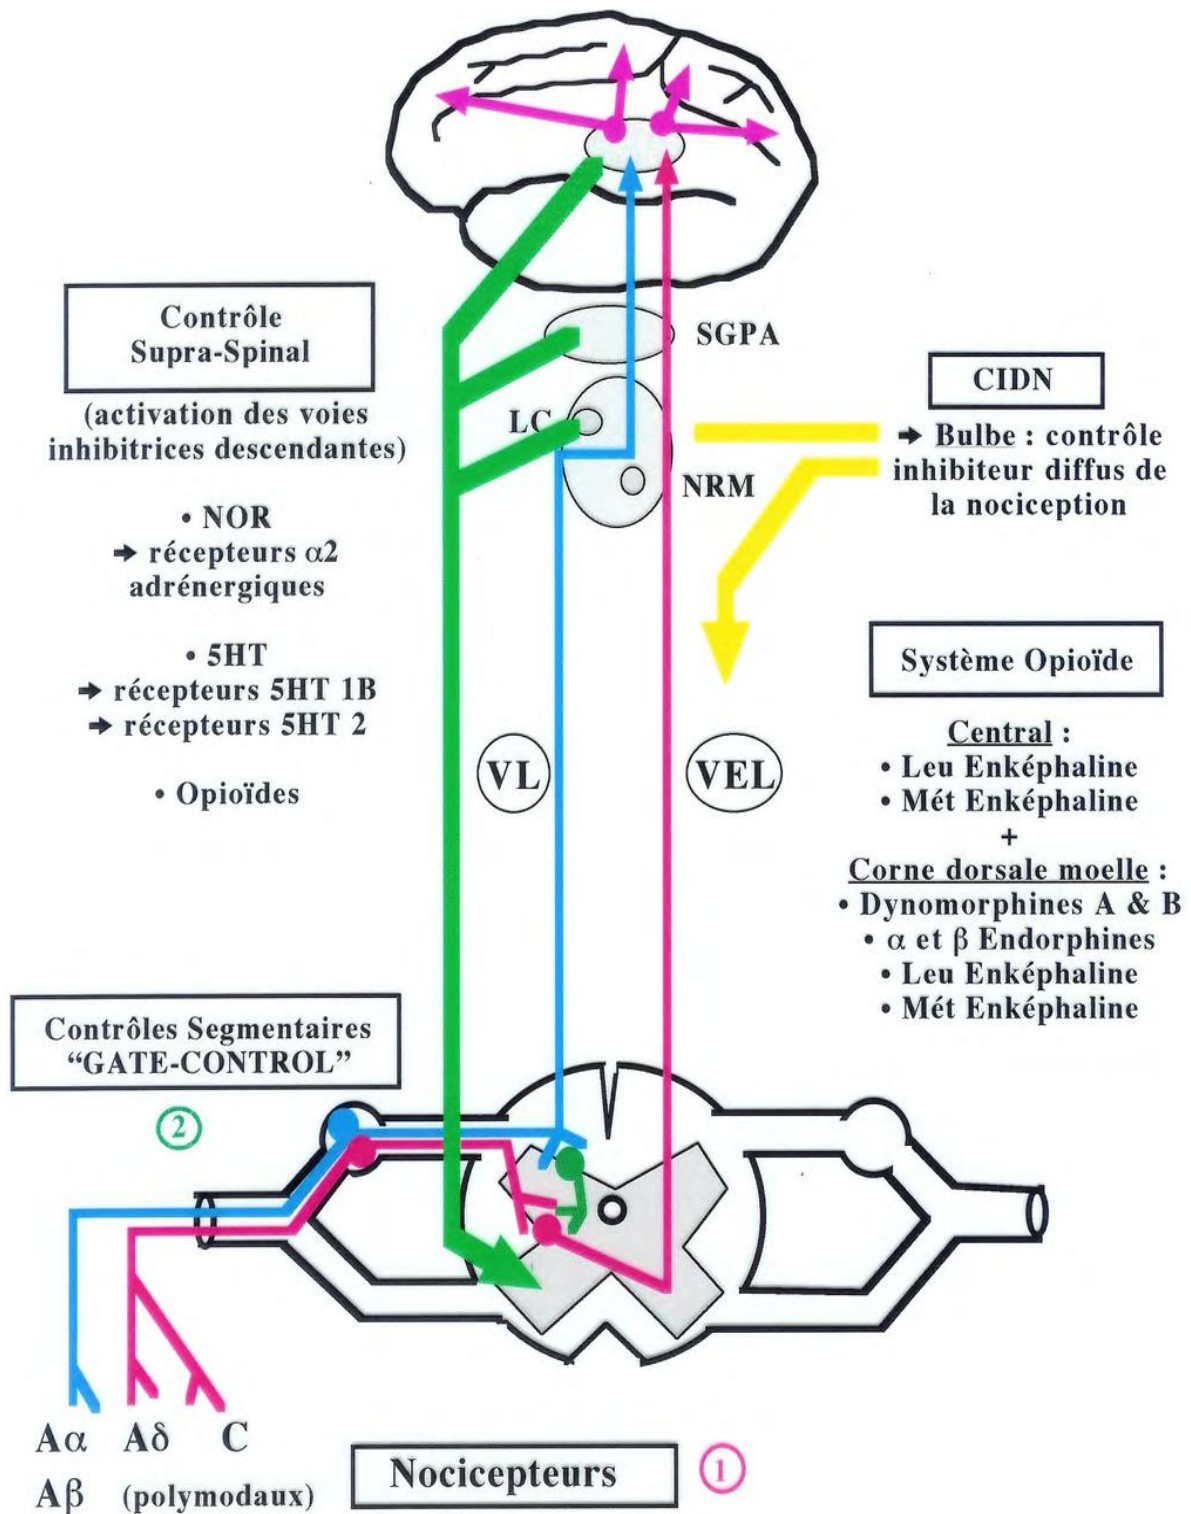 Contrôle
Supra-Spinal
(activation des voies
inhibitrices descendantes)
• NOR
➔ récepteurs α2
adrénergiques
• 5HT
➔ récepteurs 5HT 1B
➔ récepteurs 5HT 2
• Opioïdes
SGPA
LC
NRM
CIDN
➔ Bulbe : contrôle
inhibiteur diffus de
la nociception
VL
VEL
Système Opioïde
Central :
• Leu Enképhaline
• Mét Enképhaline
+
Corne dorsale moelle :
• Dynomorphines A & B
• α et β Endorphines
• Leu Enképhaline
• Mét Enképhaline
Contrôles Segmentaires
“GATE-CONTROL”
2
Aα Aδ C
Aβ (polymodaux)
Nocicepteurs 1